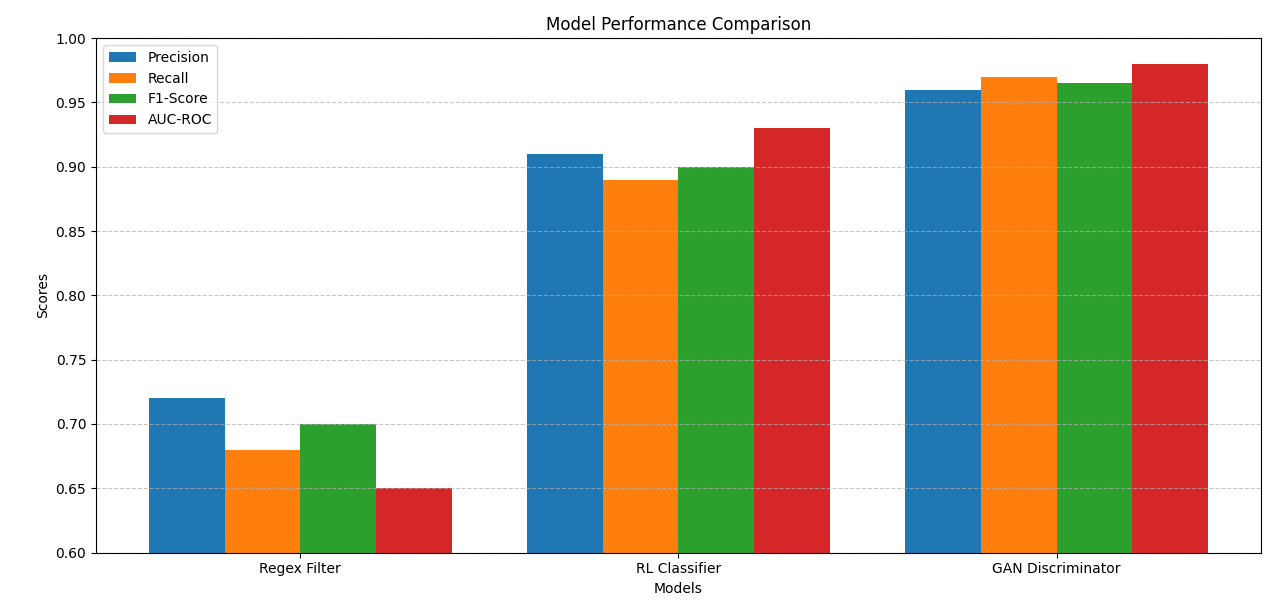 Model Performance Comparison
Precision
Recall
F1-Score
AUC-ROC
1.00
0.95
0.90
0.85
0.80
0.75
0.70
0.65
0.60
Scores
Regex Filter
RL Classifier
GAN Discriminator
Models